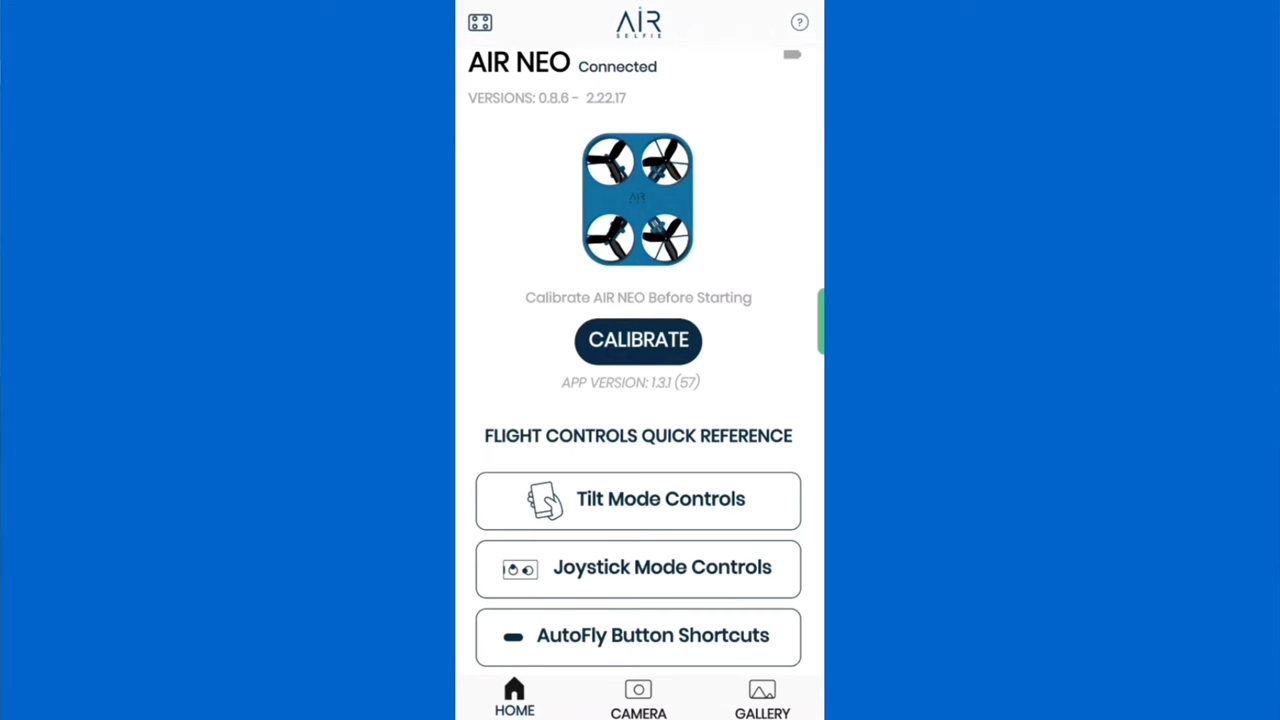 AIR
SELFIE
?
AIR NEO Connected
VERSIONS: 0.8.6 - 2.22.17
AIR
Calibrate AIR NEO Before Starting
CALIBRATE
APP VERSION: 1.3.1 (57)
FLIGHT CONTROLS QUICK REFERENCE
Tilt Mode Controls
Joystick Mode Controls
AutoFly Button Shortcuts
HOME
CAMERA
GALLERY